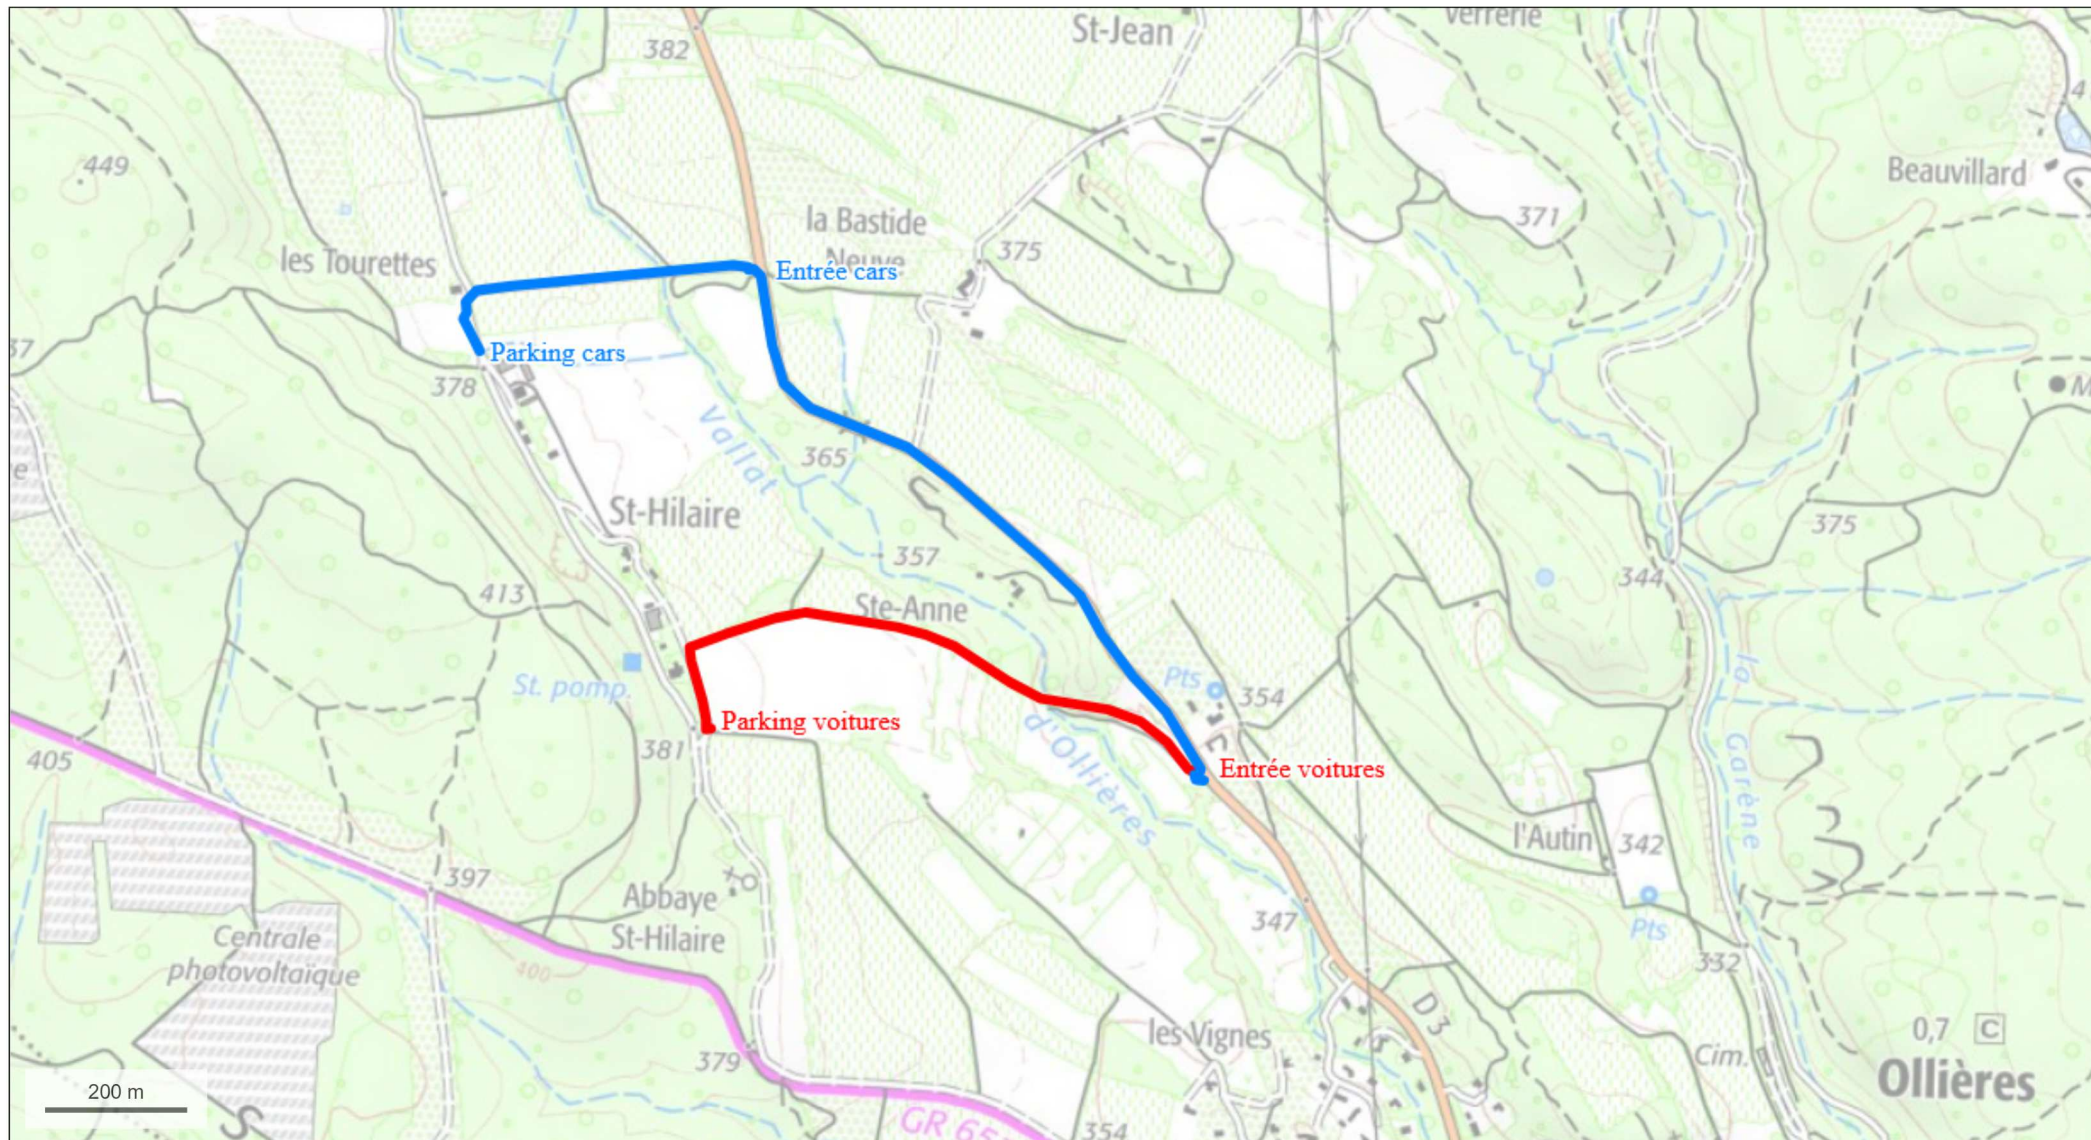 St-Jean
Verrerie
382
449
Beauvillard
371
la Bastide
Neuve
375
les Tourettes
Entrée cars
Parking cars
378
Vallat
365
St-Hilaire
375
357
344
413
Ste-Anne
St. pomp.
Pts
354
la Garène
Parking voitures
381
d'Ollières
Entrée voitures
405
l'Autin
342
397
Abbaye
St-Hilaire
347
Pts
Centrale
photovoltaïque
400
332
D 3
les Vignes
0,7 C
379
Cim.
Ollières
200 m
354